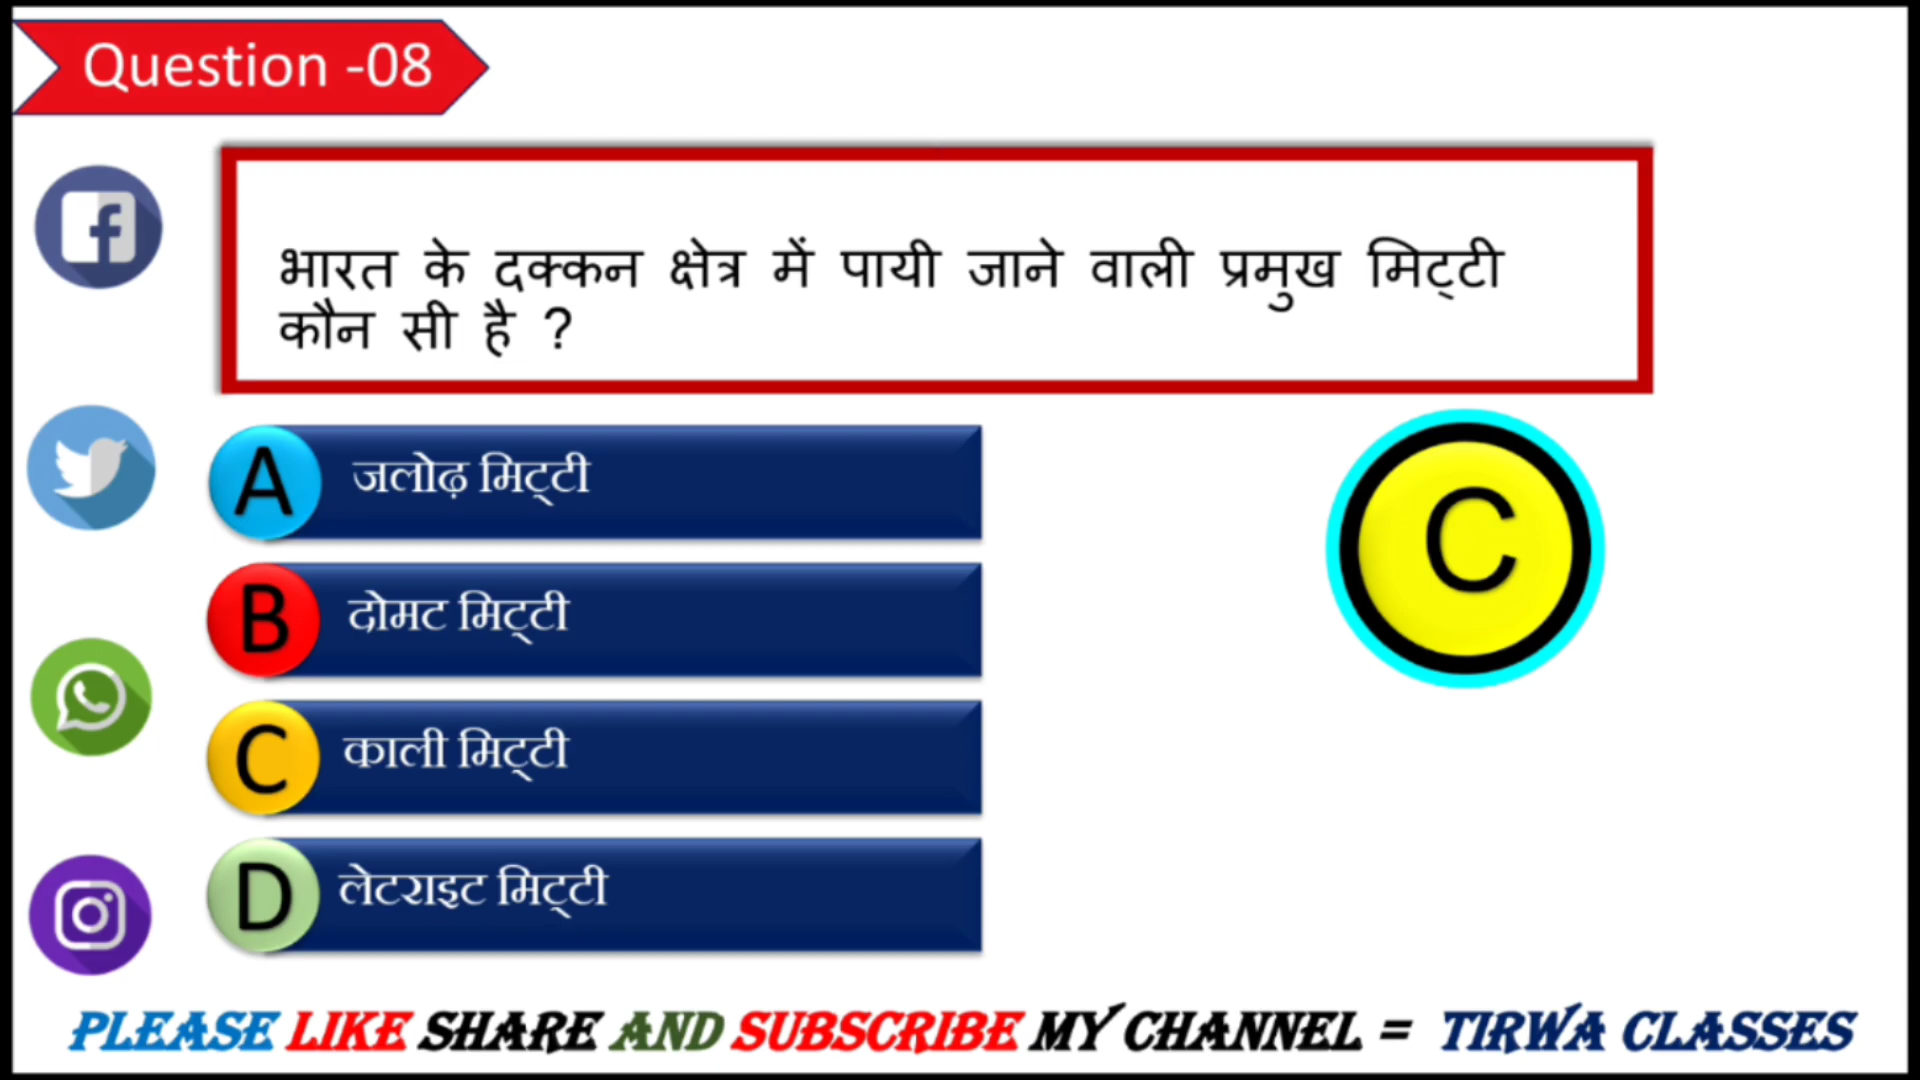 Question -08
भारत के दक्कन क्षेत्र में पायी जाने वाली प्रमुख मिट्टी
कौन सी है ?
A जलोढ़ मिट्टी
B दोमट मिट्टी
C काली मिट्टी
D लेटराइट मिट्टी
C
PLEASE LIKE SHARE AND SUBSCRIBE MY CHANNEL = TIRWA CLASSES